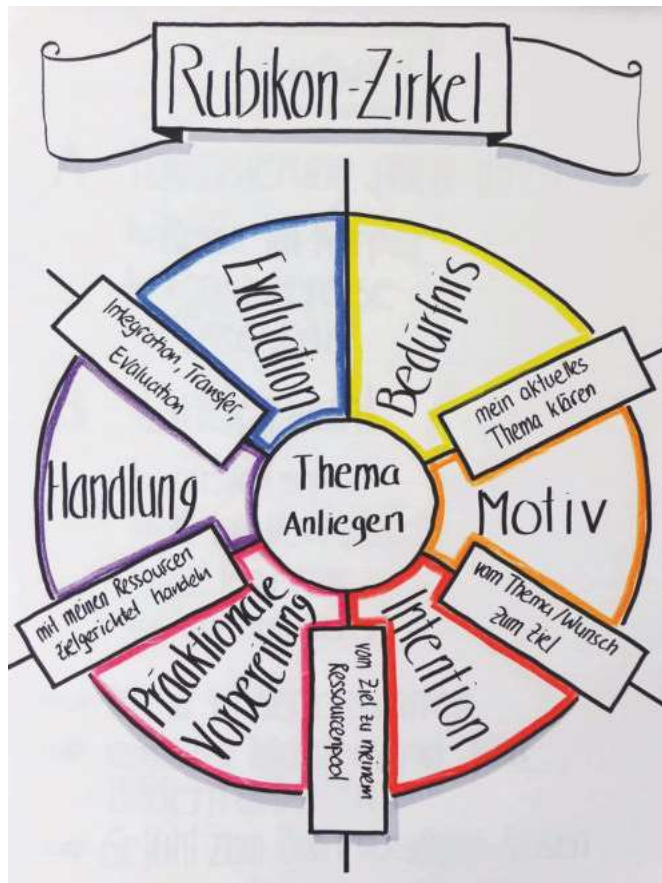 Rubikon-Zirkel
Bedürfnis
mein aktuelles
Thema klären
Motiv
vom Thema/Wunsch
zum Ziel
Intention
vom Ziel zu meinem
Ressourcenpool
Präaktionale
Vorbereitung
mit meinen Ressourcen
zielgerichtet handeln
Handlung
Integration, Transfer,
Evaluation
Evaluation
Thema
Anliegen